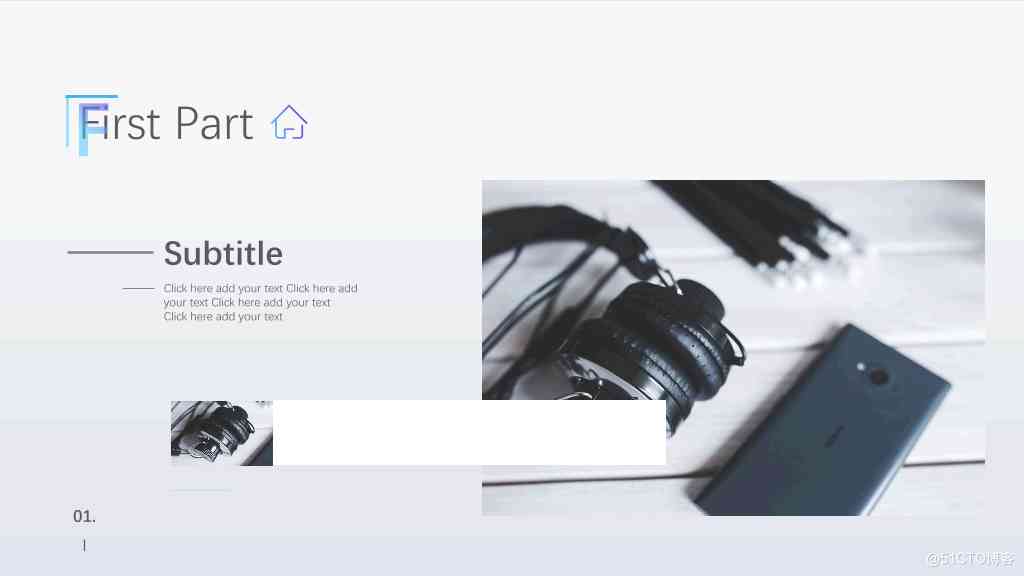 First Part
Subtitle
Click here add your text Click here add
your text Click here add your text
Click here add your text
01.
@51CTO博客